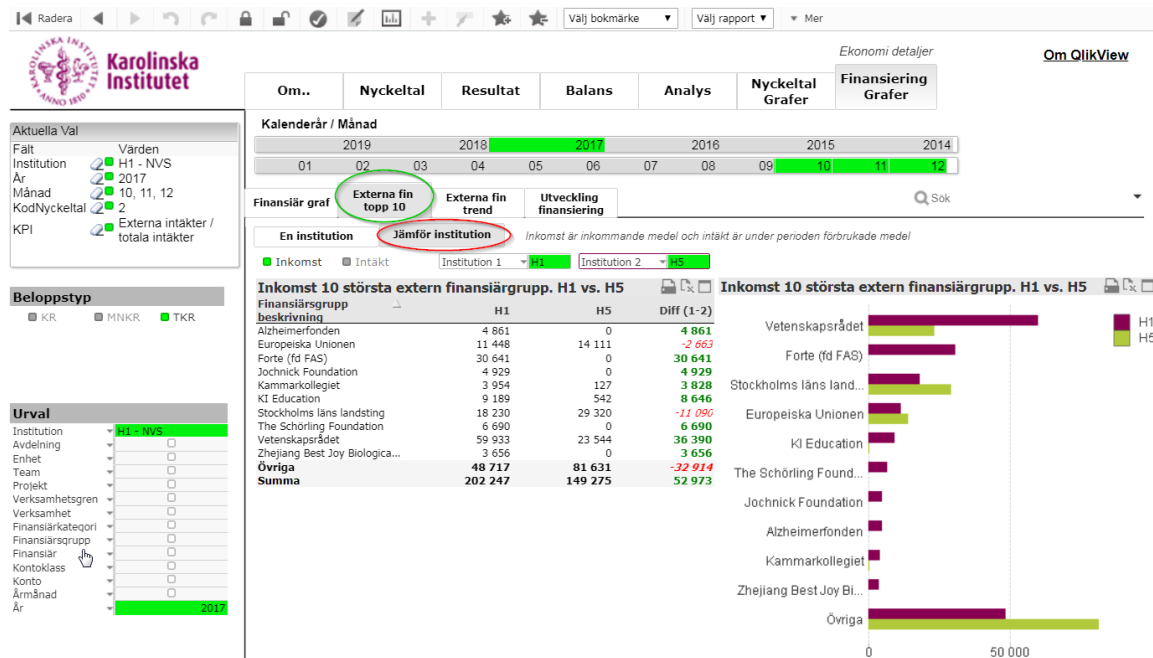 Radera Välj bokmärke Välj rapport Mer
KAROLINSKA INSTITUTET ANNO 1810
Karolinska
Institutet
Ekonomi detaljer
Om QlikView
Om.. Nyckeltal Resultat Balans Analys Nyckeltal Grafer Finansiering Grafer
Aktuella Val
Fält Värden
Institution H1 - NVS
År 2017
Månad 10, 11, 12
KodNyckeltal 2
KPI Externa intäkter / totala intäkter
Kalenderår / Månad
2019 2018 2017 2016 2015 2014
01 02 03 04 05 06 07 08 09 10 11 12
Finansiär graf Externa fin topp 10 Externa fin trend Utveckling finansiering Sök
En institution Jämför institution Inkomst är inkommande medel och intäkt är under perioden förbrukade medel
Inkomst Intäkt Institution 1 H1 Institution 2 H5
Beloppstyp
KR MNKR TKR
Urval
Institution H1 - NVS
Avdelning
Enhet
Team
Projekt
Verksamhetsgren
Verksamhet
Finansiärkategori
Finansiärsgrupp
Finansiär
Kontoklass
Konto
Årmånad
År 2017
Inkomst 10 största extern finansiärgrupp. H1 vs. H5
Finansiärsgrupp beskrivning H1 H5 Diff (1-2)
Alzheimerfonden 4 861 0 4 861
Europeiska Unionen 11 448 14 111 -2 663
Forte (fd FAS) 30 641 0 30 641
Jochnick Foundation 4 929 0 4 929
Kammarkollegiet 3 954 127 3 828
KI Education 9 189 542 8 646
Stockholms läns landsting 18 230 29 320 -11 090
The Schörling Foundation 6 690 0 6 690
Vetenskapsrådet 59 933 23 544 36 390
Zhejiang Best Joy Biologica... 3 656 0 3 656
Övriga 48 717 81 631 -32 914
Summa 202 247 149 275 52 973
Inkomst 10 största extern finansiärgrupp. H1 vs. H5
Vetenskapsrådet
Forte (fd FAS)
Stockholms läns land...
Europeiska Unionen
KI Education
The Schörling Found...
Jochnick Foundation
Alzheimerfonden
Kammarkollegiet
Zhejiang Best Joy Bi...
Övriga
0 50 000
H1
H5